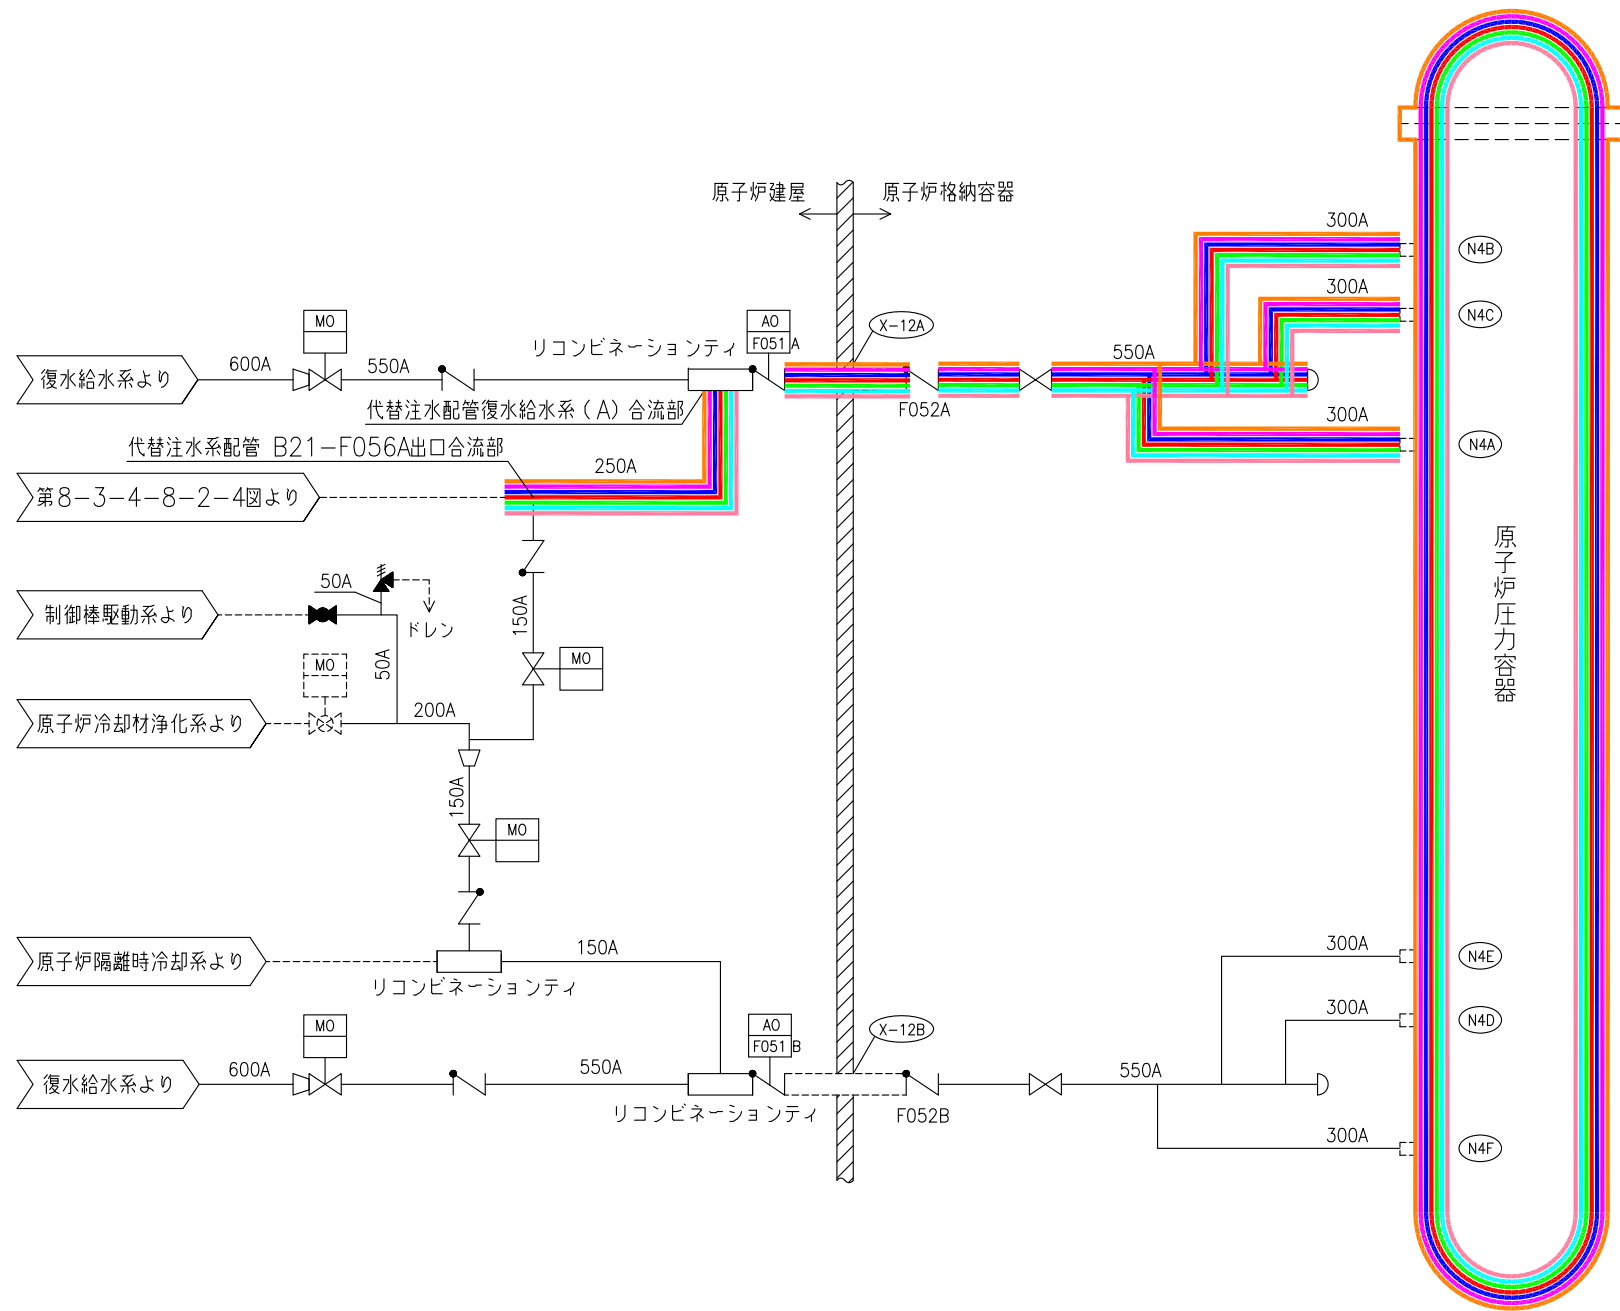 原子炉建屋
原子炉格納容器
300A
N4B
300A
N4C
MO
AO
F051A
X-12A
リコンビネーションティ
復水給水系より
600A
550A
550A
F052A
代替注水配管復水給水系(A)合流部
300A
N4A
代替注水系配管 B21-F056A出口合流部
250A
第8-3-4-8-2-4図より
原子炉圧力容器
50A
制御棒駆動系より
ドレン
150A
50A
MO
MO
原子炉冷却材浄化系より
200A
150A
MO
原子炉隔離時冷却系より
150A
リコンビネーションティ
300A
N4E
300A
N4D
MO
AO
F051B
X-12B
復水給水系より
600A
550A
550A
リコンビネーションティ
F052B
300A
N4F